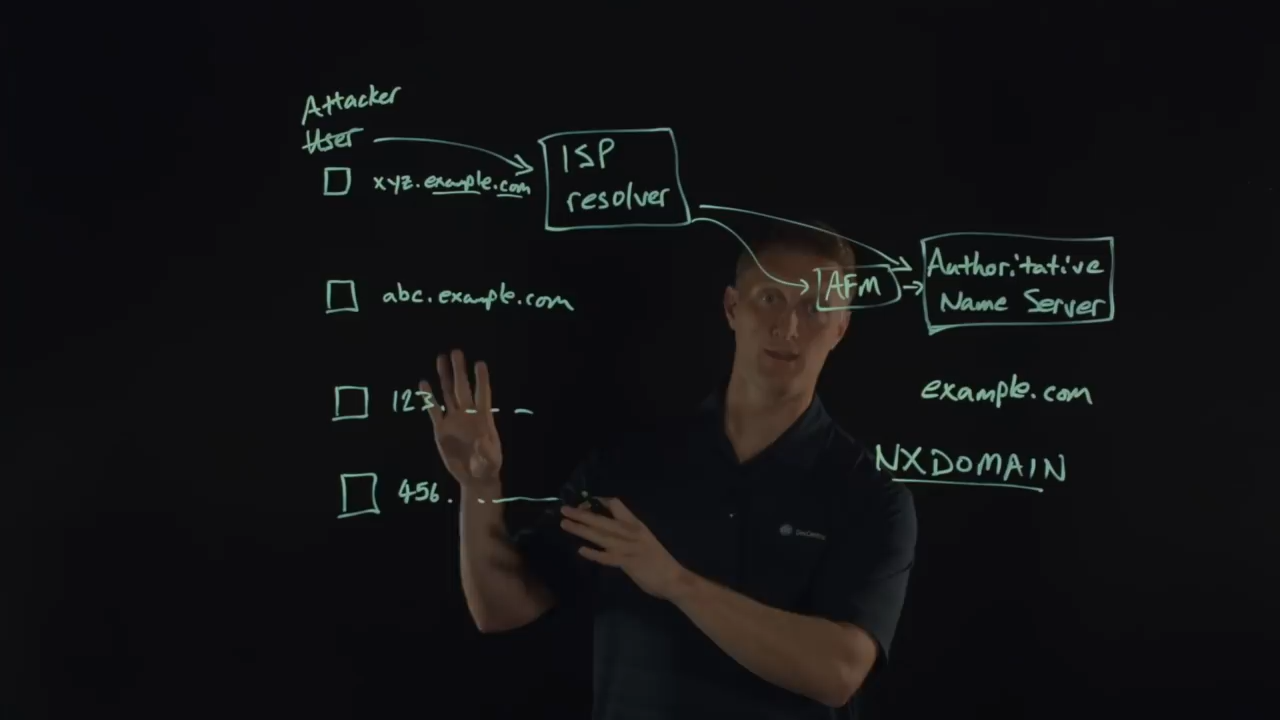 Attacker
User
xyz.example.com
ISP
resolver
AFM
Authoritative
Name Server
abc.example.com
example.com
123. _ _ _
NXDOMAIN
456.